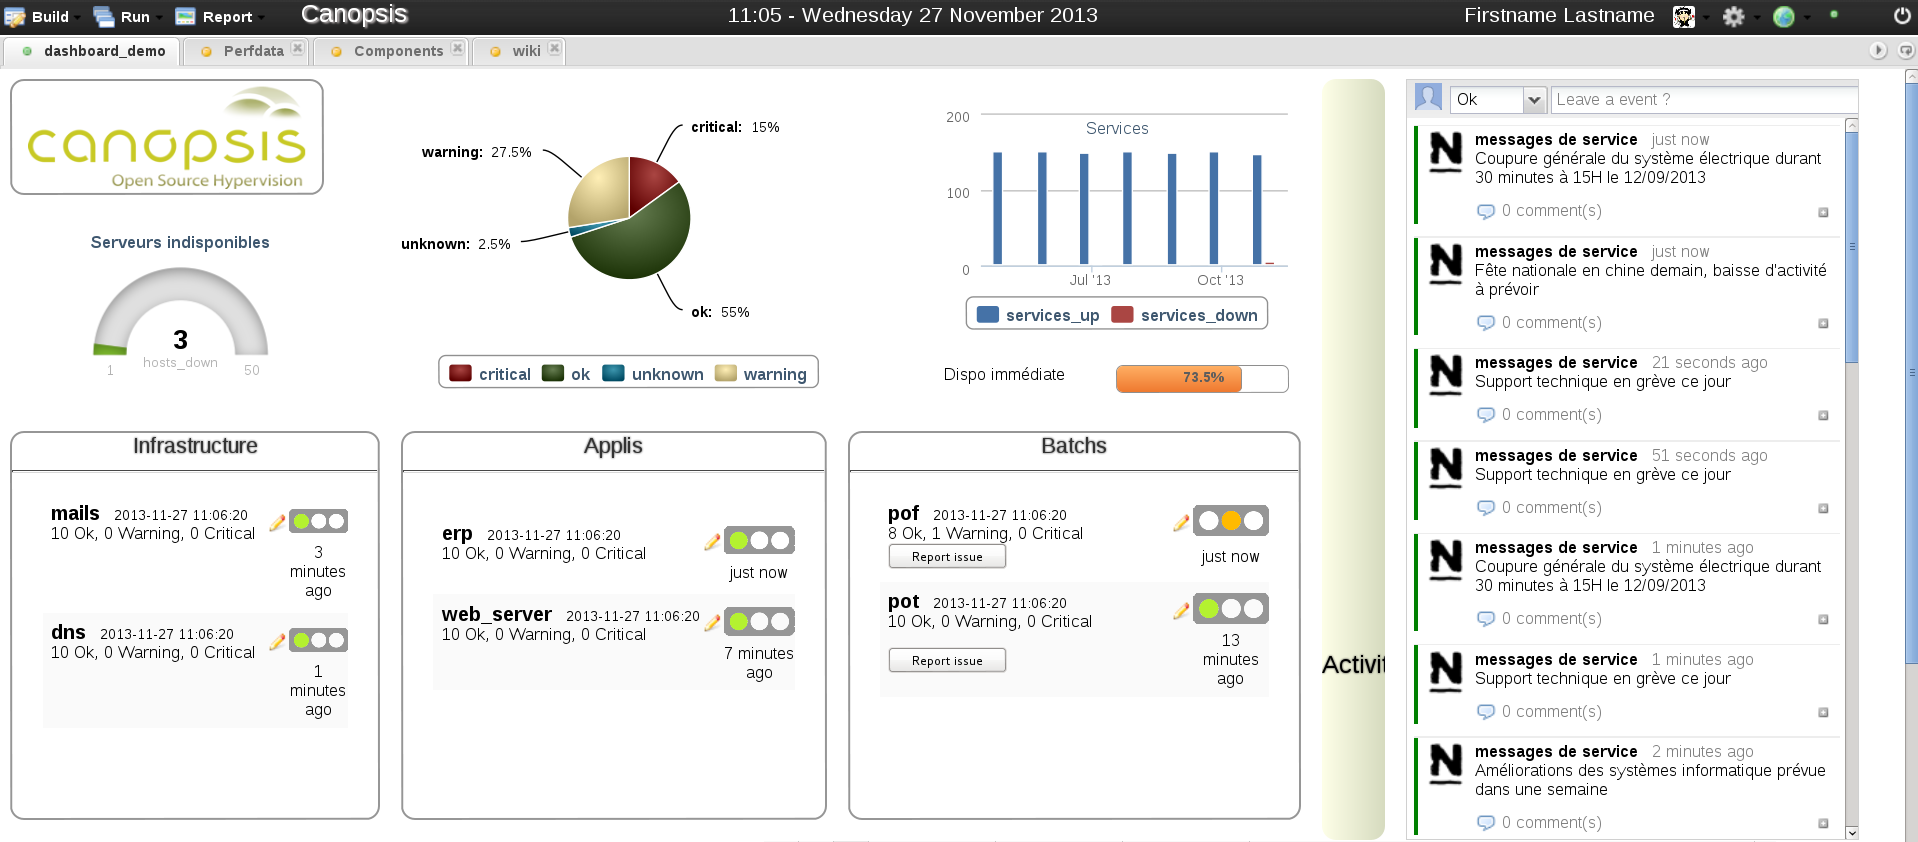 Build Run Report Canopsis 11:05 - Wednesday 27 November 2013 Firstname Lastname
dashboard_demo Perfdata Components wiki
canopsis
Open Source Hypervision
Serveurs indisponibles
3
hosts_down
1 50
critical: 15%
warning: 27.5%
unknown: 2.5%
ok: 55%
critical ok unknown warning
Services
200
100
0
Jul '13 Oct '13
services_up services_down
Dispo immédiate 73.5%
Infrastructure
mails 2013-11-27 11:06:20
10 Ok, 0 Warning, 0 Critical
3
minutes
ago
dns 2013-11-27 11:06:20
10 Ok, 0 Warning, 0 Critical
1
minutes
ago
Applis
erp 2013-11-27 11:06:20
10 Ok, 0 Warning, 0 Critical
just now
web_server 2013-11-27 11:06:20
10 Ok, 0 Warning, 0 Critical
7 minutes
ago
Batchs
pof 2013-11-27 11:06:20
8 Ok, 1 Warning, 0 Critical
Report issue
just now
pot 2013-11-27 11:06:20
10 Ok, 0 Warning, 0 Critical
Report issue
13
minutes
ago
Activit
Ok Leave a event ?
N
messages de service just now
Coupure générale du système électrique durant
30 minutes à 15H le 12/09/2013
0 comment(s)
N
messages de service just now
Fête nationale en chine demain, baisse d'activité
à prévoir
0 comment(s)
N
messages de service 21 seconds ago
Support technique en grève ce jour
0 comment(s)
N
messages de service 51 seconds ago
Support technique en grève ce jour
0 comment(s)
N
messages de service 1 minutes ago
Coupure générale du système électrique durant
30 minutes à 15H le 12/09/2013
0 comment(s)
N
messages de service 1 minutes ago
Support technique en grève ce jour
0 comment(s)
N
messages de service 2 minutes ago
Améliorations des systèmes informatique prévue
dans une semaine
0 comment(s)